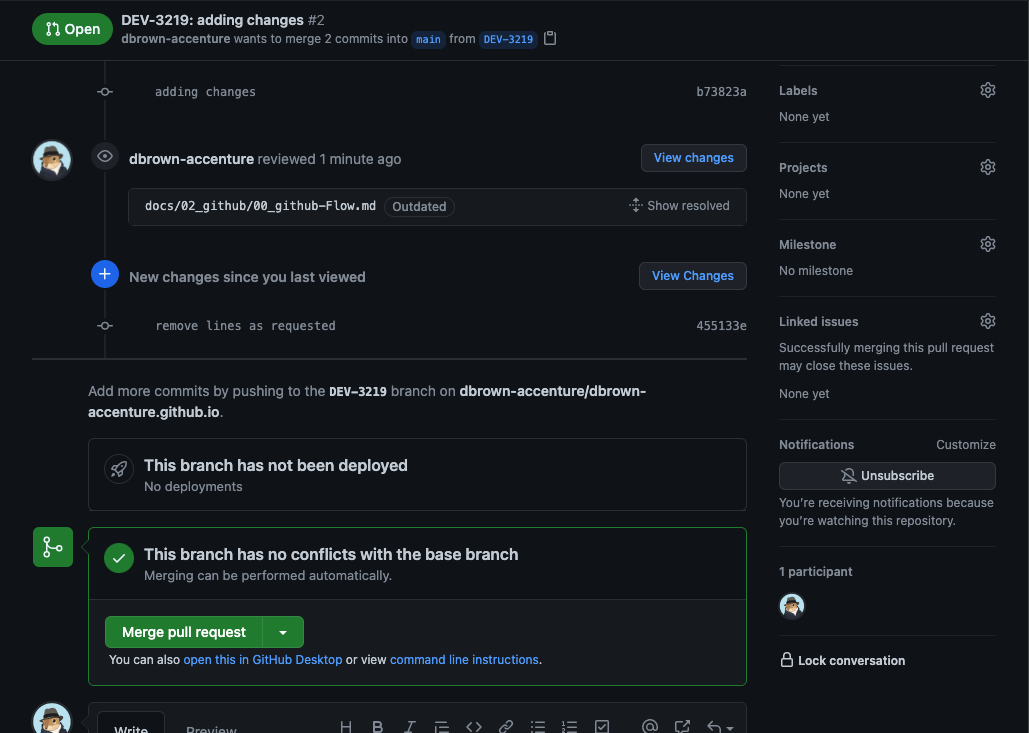 Open
DEV-3219: adding changes #2
dbrown-accenture wants to merge 2 commits into main from DEV-3219
adding changes b73823a
dbrown-accenture reviewed 1 minute ago View changes
docs/02_github/00_github-Flow.md Outdated Show resolved
New changes since you last viewed View Changes
remove lines as requested 455133e
Add more commits by pushing to the DEV-3219 branch on dbrown-accenture/dbrown-
accenture.github.io.
This branch has not been deployed
No deployments
This branch has no conflicts with the base branch
Merging can be performed automatically.
Merge pull request
You can also open this in GitHub Desktop or view command line instructions.
Write Preview
Labels
None yet
Projects
None yet
Milestone
No milestone
Linked issues
Successfully merging this pull request
may close these issues.
None yet
Notifications Customize
Unsubscribe
You're receiving notifications because
you're watching this repository.
1 participant
Lock conversation